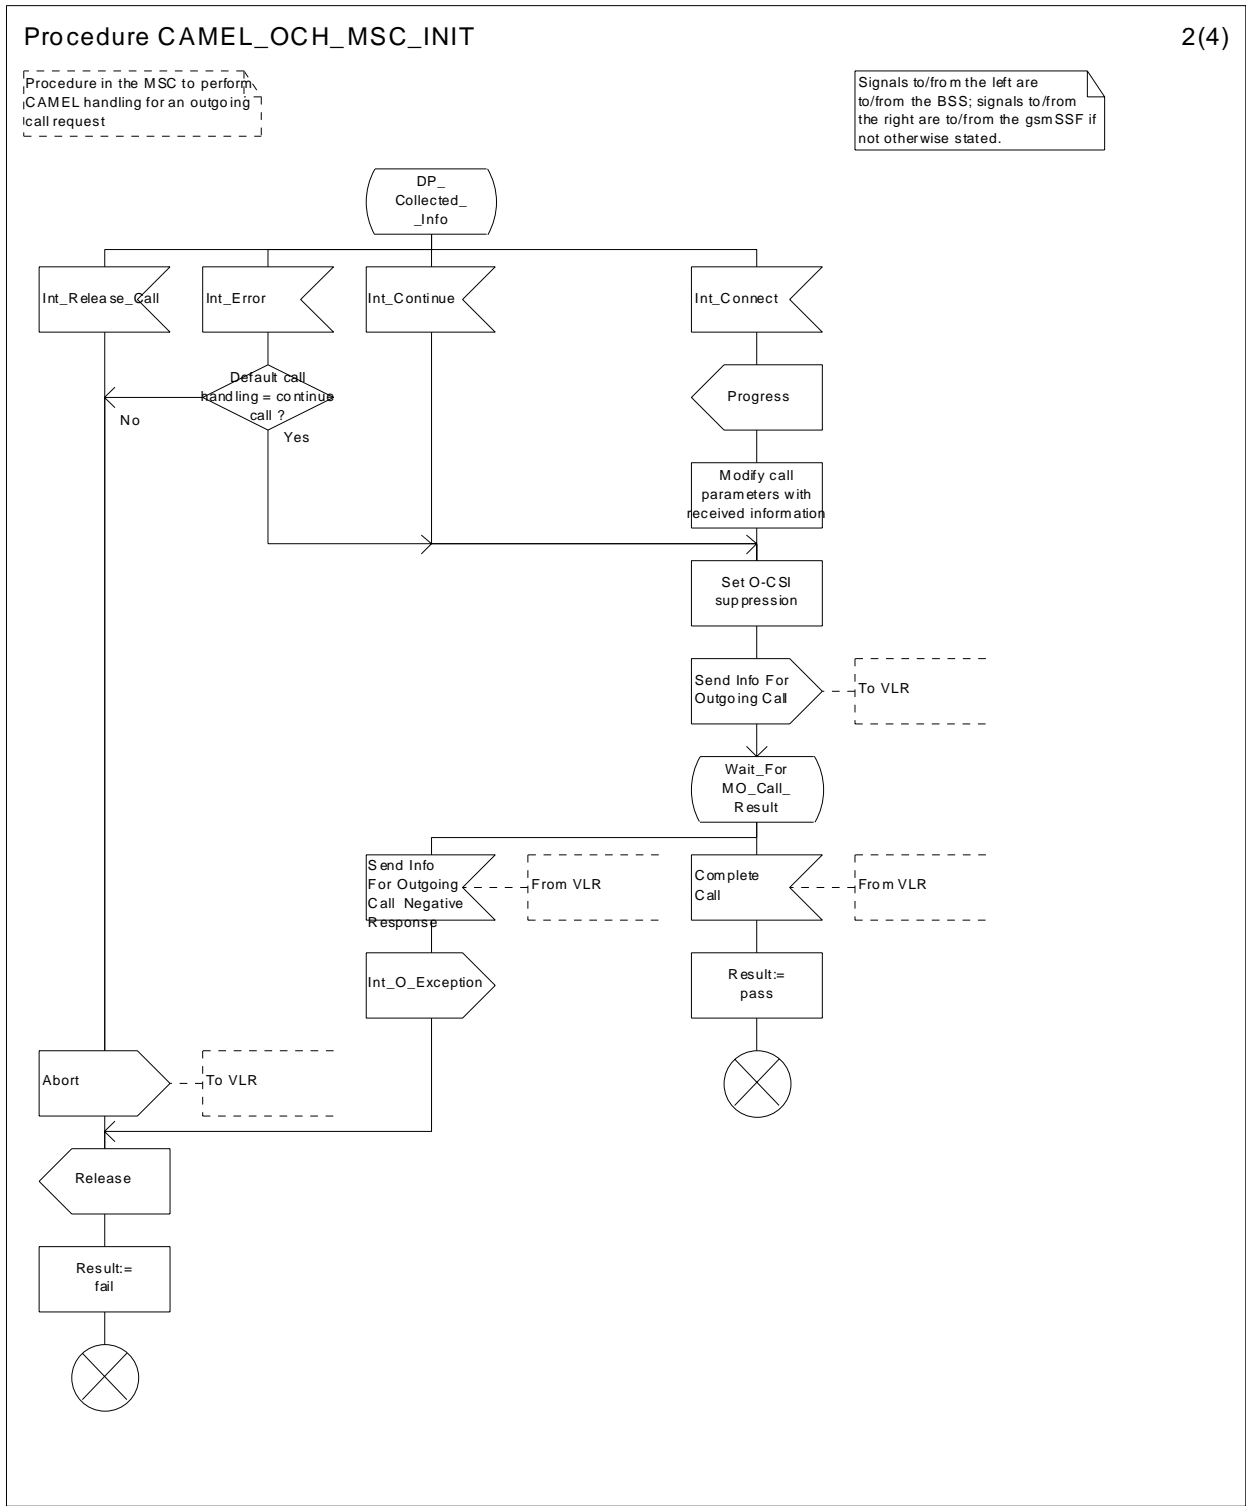 Procedure CAMEL_OCH_MSC_INIT
2(4)
Procedure in the MSC to perform
CAMEL handling for an outgoing
call request
Signals to/from the left are
to/from the BSS; signals to/from
the right are to/from the gsmSSF if
not otherwise stated.
DP_
Collected_
_Info
Int_Release_Call
Int_Error
Int_Continue
Int_Connect
Default call
handling = continue
call ?
No
Yes
Progress
Modify call
parameters with
received information
Set O-CSI
suppression
Send Info For
Outgoing Call
To VLR
Wait_For
MO_Call_
Result
Send Info
For Outgoing
Call Negative
Response
From VLR
Complete
Call
From VLR
Int_O_Exception
Result:=
pass
Abort
To VLR
Release
Result:=
fail